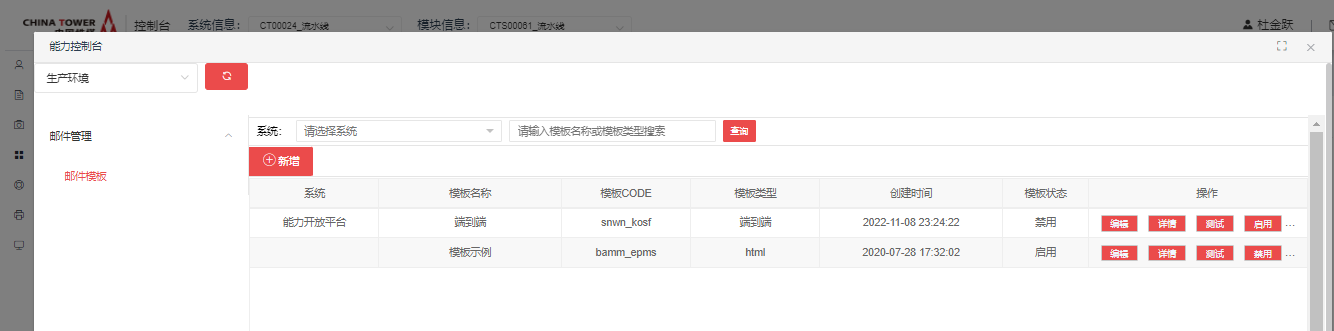 CHINA TOWER 控制台 系统信息： CT00024_流水线 模块信息： CTS00061_流水线 杜金跃
能力控制台
生产环境
邮件管理
邮件模板
系统： 请选择系统 请输入模板名称或模板类型搜索 查询
新增
系统 模板名称 模板CODE 模板类型 创建时间 模板状态 操作
能力开放平台 端到端 snwn_kosf 端到端 2022-11-08 23:24:22 禁用 编辑 详情 测试 启用 ...
模板示例 bamm_epms html 2020-07-28 17:32:02 启用 编辑 详情 测试 禁用 ...